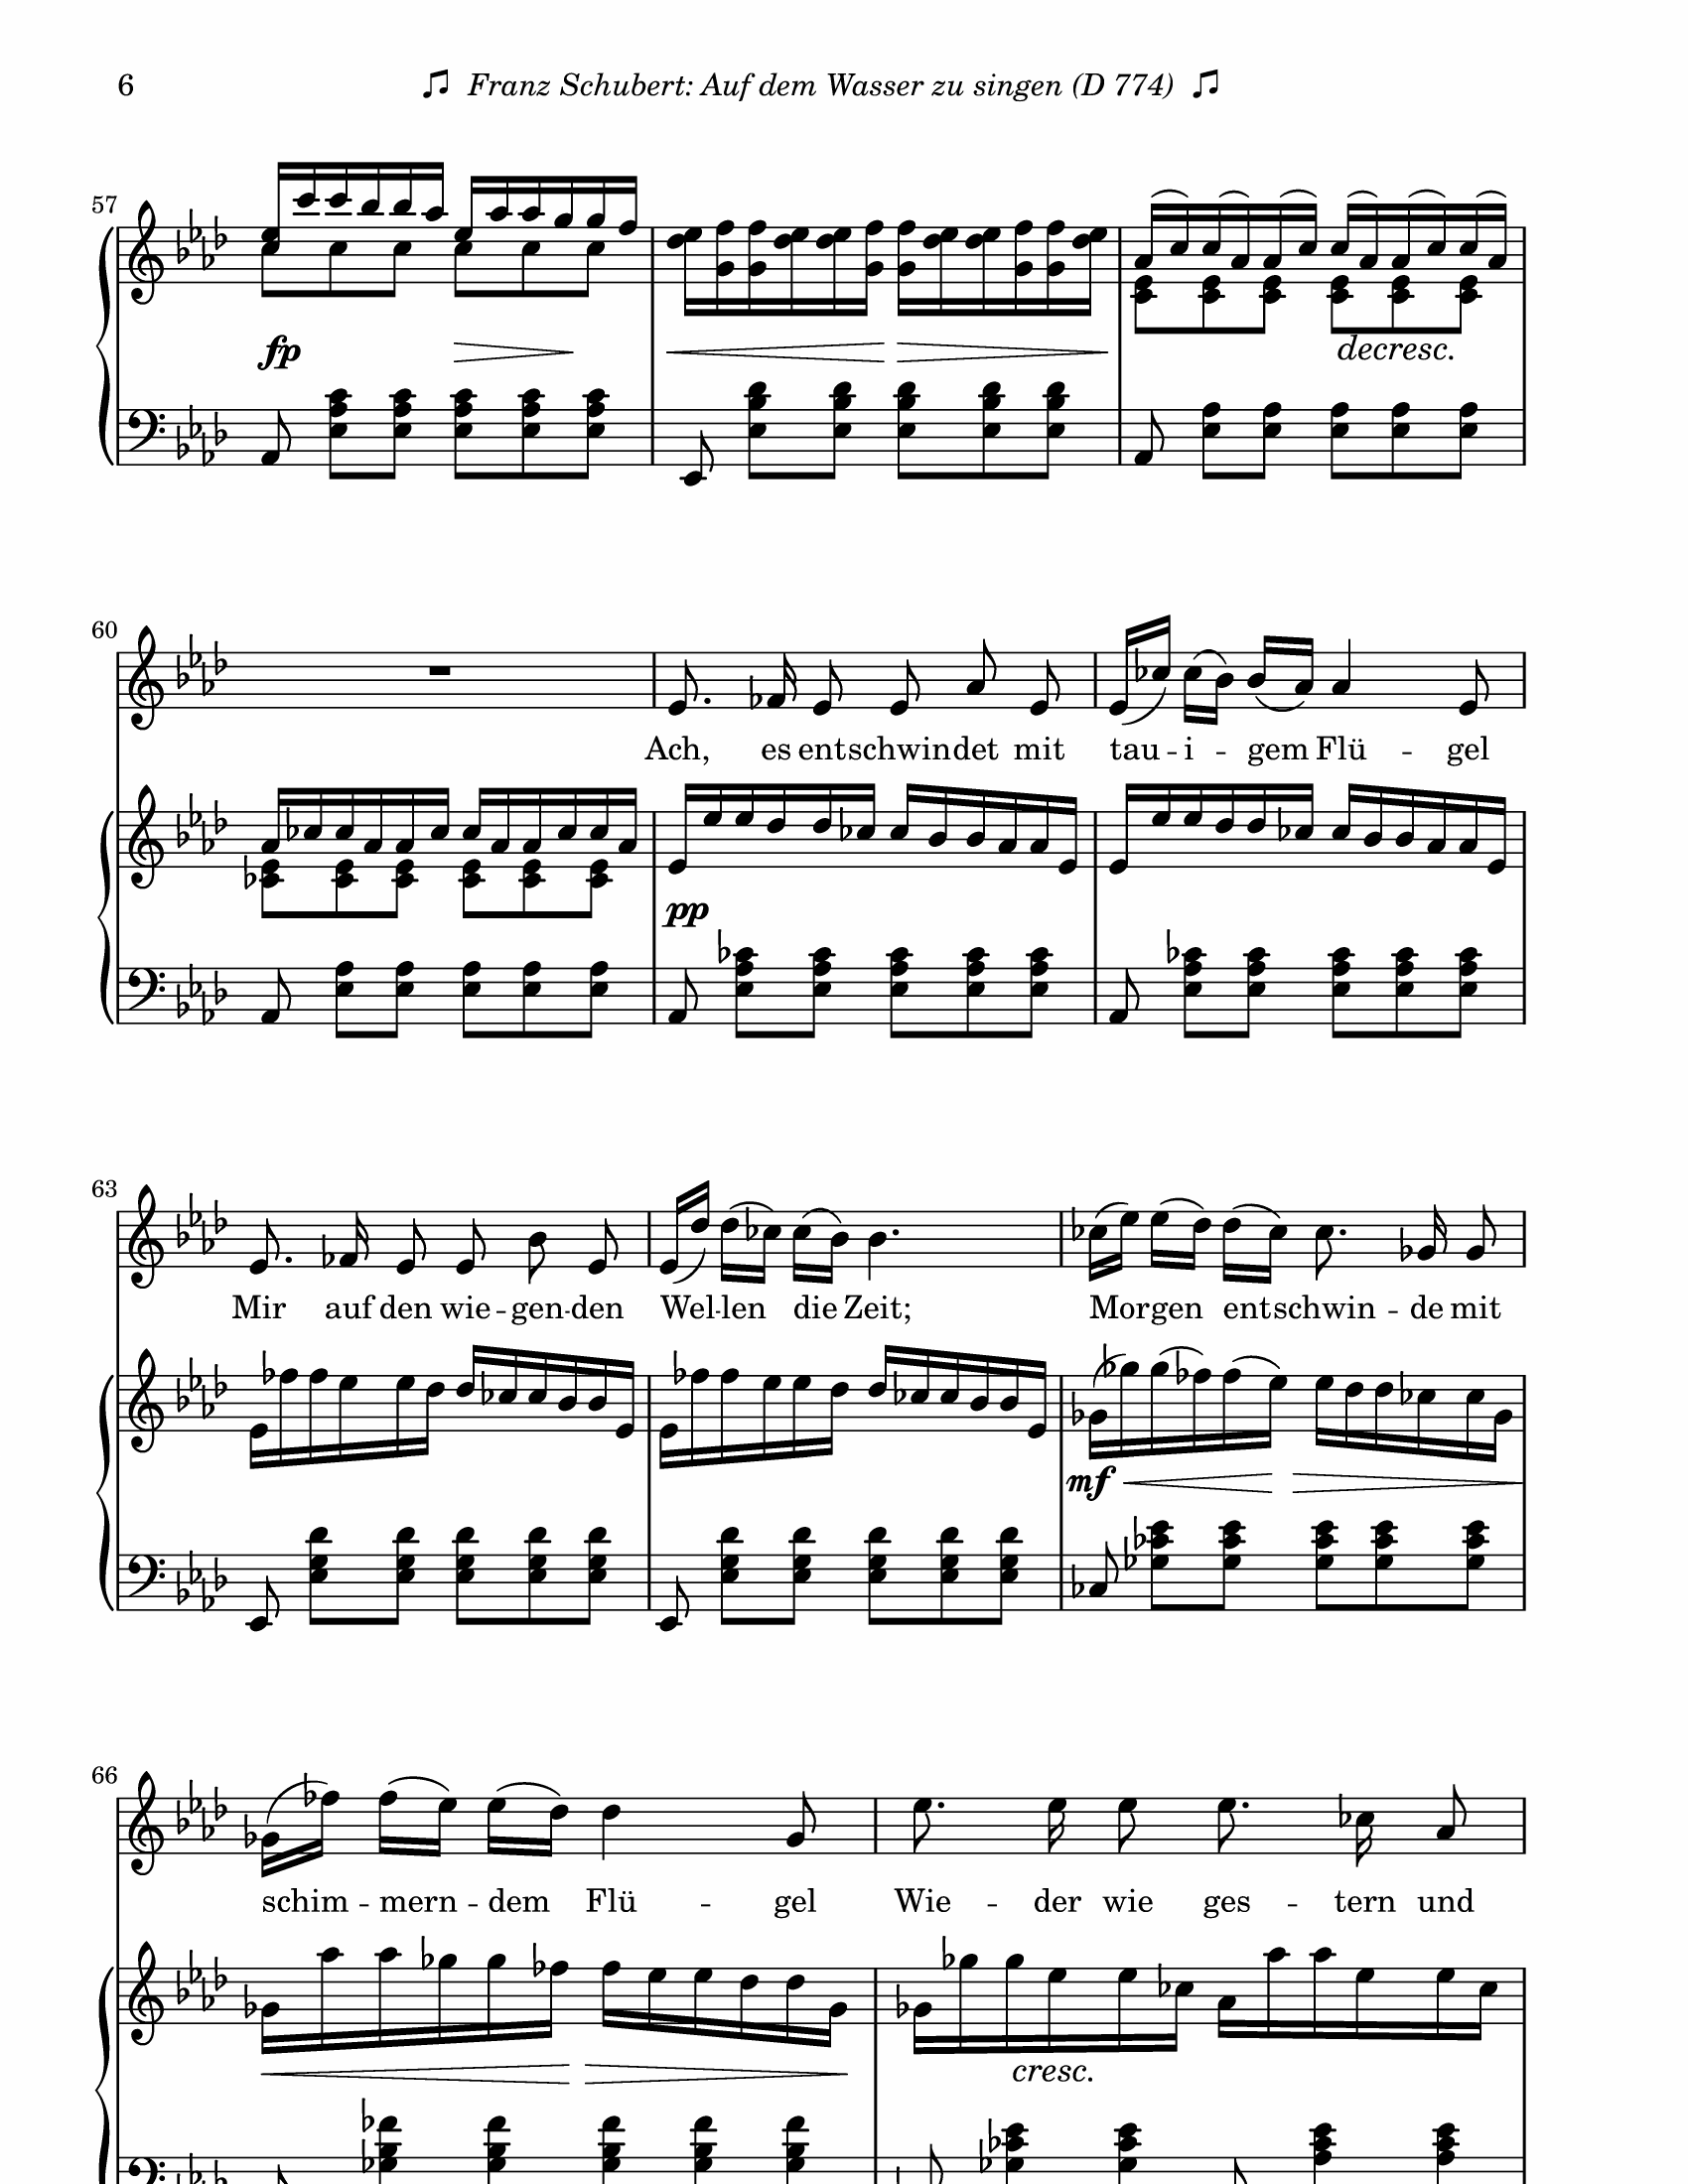 6 Franz Schubert: Auf dem Wasser zu singen (D 774)
57
fp decresc.
60
Ach, es entschwindet mit tau -- i -- gem Flü -- gel
pp
63
Mir auf den wie -- gen -- den Wel -- len die Zeit; Morgen entschwin -- de mit
mf
66
schim -- mern -- dem Flü -- gel Wie -- der wie ges -- tern und
cresc.